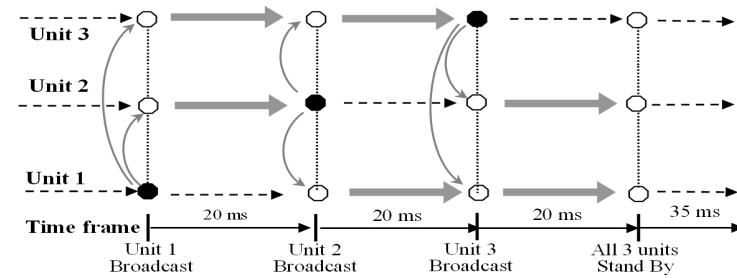 Unit 3
Unit 2
Unit 1
Time frame
20 ms
20 ms
20 ms
35 ms
Unit 1
Broadcast
Unit 2
Broadcast
Unit 3
Broadcast
All 3 units
Stand By